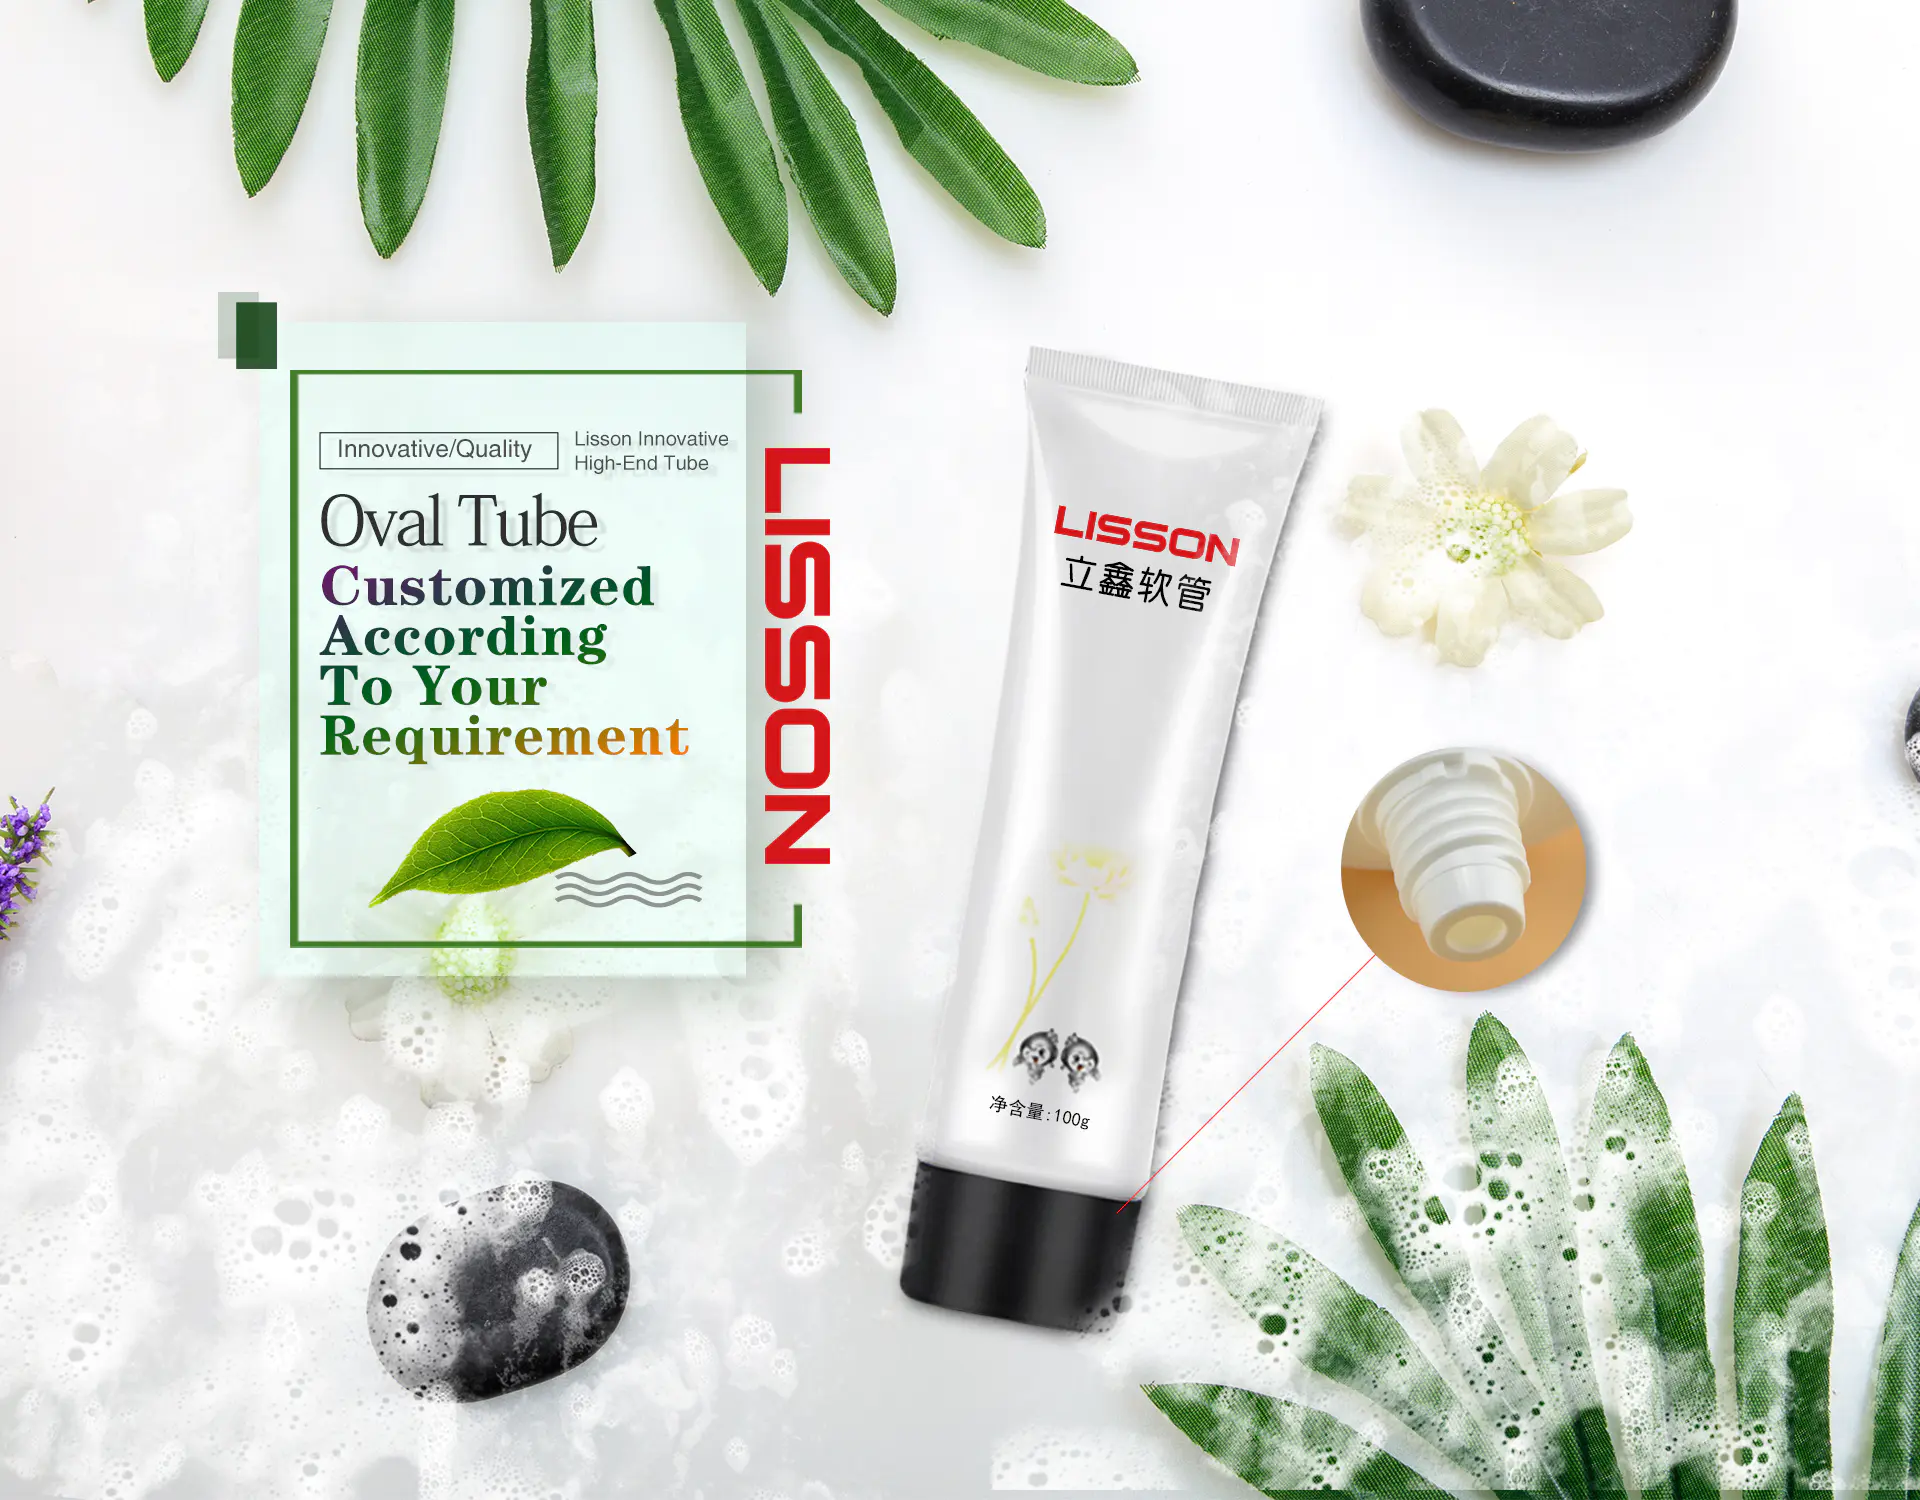 Innovative/Quality
Lisson Innovative
High-End Tube
Oval Tube
Customized
According
To Your
Requirement
LISSON
LISSON
立鑫软管
净含量:100g